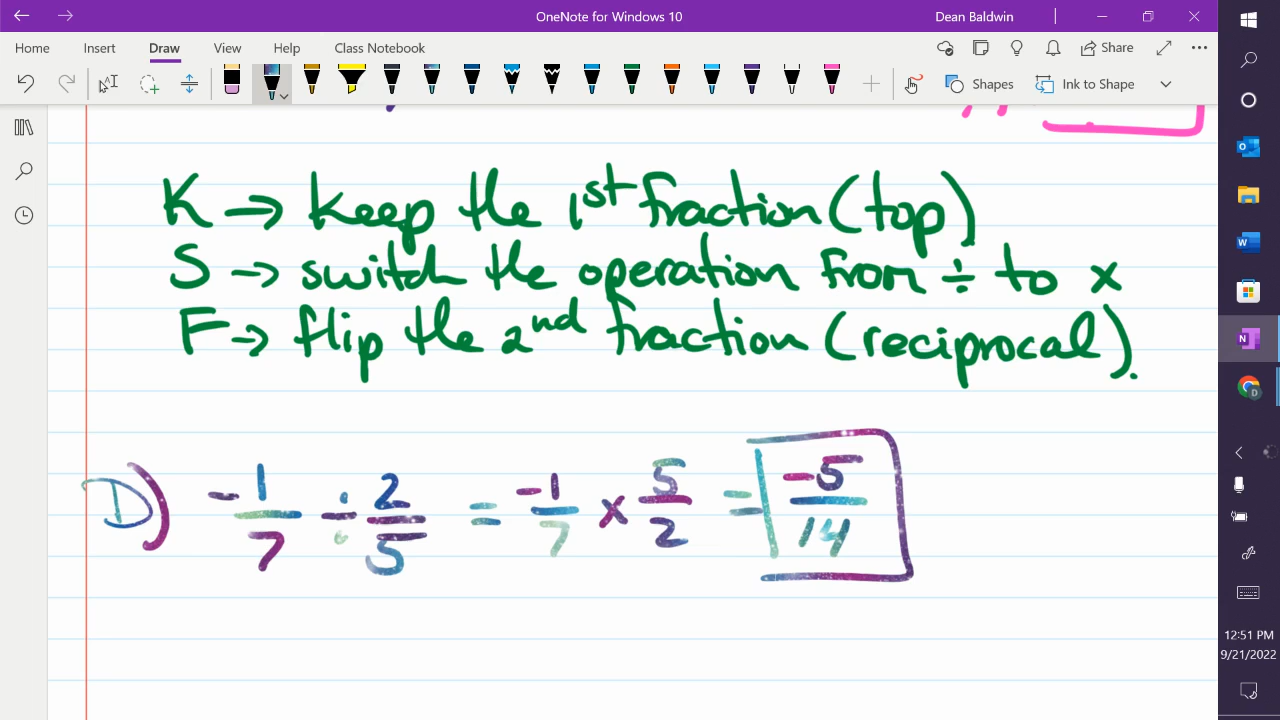 OneNote for Windows 10
Dean Baldwin
Home Insert Draw View Help Class Notebook
Share
Shapes Ink to Shape
K → Keep the 1st fraction (top)
S → switch the operation from ÷ to x
F → flip the 2nd fraction (reciprocal).
D) -1/7 ÷ 2/5 = -1/7 x 5/2 = -5/14
12:51 PM
9/21/2022